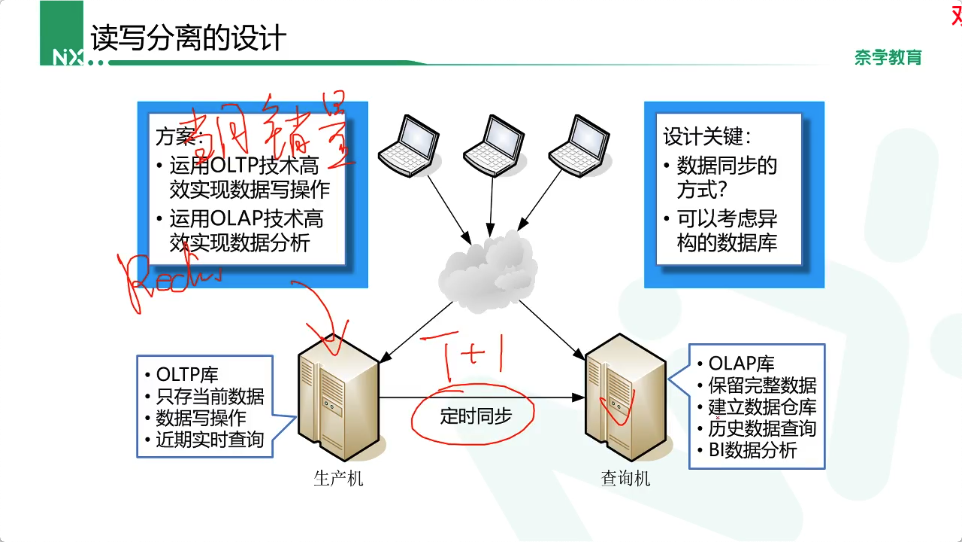 读写分离的设计
NiX
奈学教育
方案:
• 运用OLTP技术高
效实现数据写操作
• 运用OLAP技术高
效实现数据分析
当月销量
Redis
设计关键:
• 数据同步的
方式?
• 可以考虑异
构的数据库
T+1
定时同步
• OLTP库
• 只存当前数据
• 数据写操作
• 近期实时查询
生产机
• OLAP库
• 保留完整数据
• 建立数据仓库
• 历史数据查询
• BI数据分析
查询机